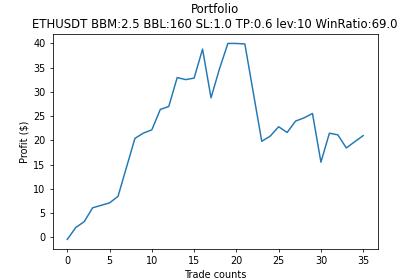 Portfolio
ETHUSDT BBM:2.5 BBL:160 SL:1.0 TP:0.6 lev:10 WinRatio:69.0
40
35
30
25
20
15
10
5
0
Profit ($)
0 5 10 15 20 25 30 35
Trade counts